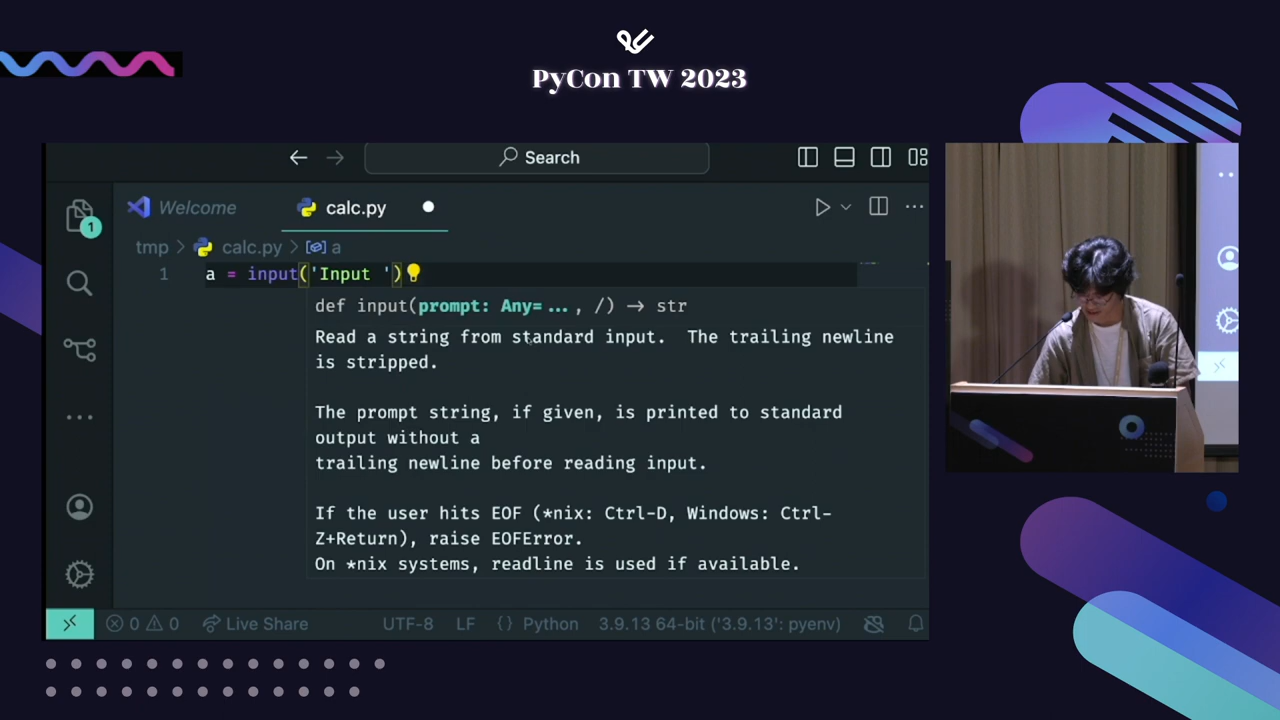 PyCon TW 2023
Search
1
Welcome
calc.py
tmp > calc.py > a
1
a = input('Input ')
def input(prompt: Any=..., /) -> str
Read a string from standard input.  The trailing newline
is stripped.
The prompt string, if given, is printed to standard
output without a
trailing newline before reading input.
If the user hits EOF (*nix: Ctrl-D, Windows: Ctrl-
Z+Return), raise EOFError.
On *nix systems, readline is used if available.
0 0 Live Share UTF-8 LF {} Python 3.9.13 64-bit ('3.9.13': pyenv)